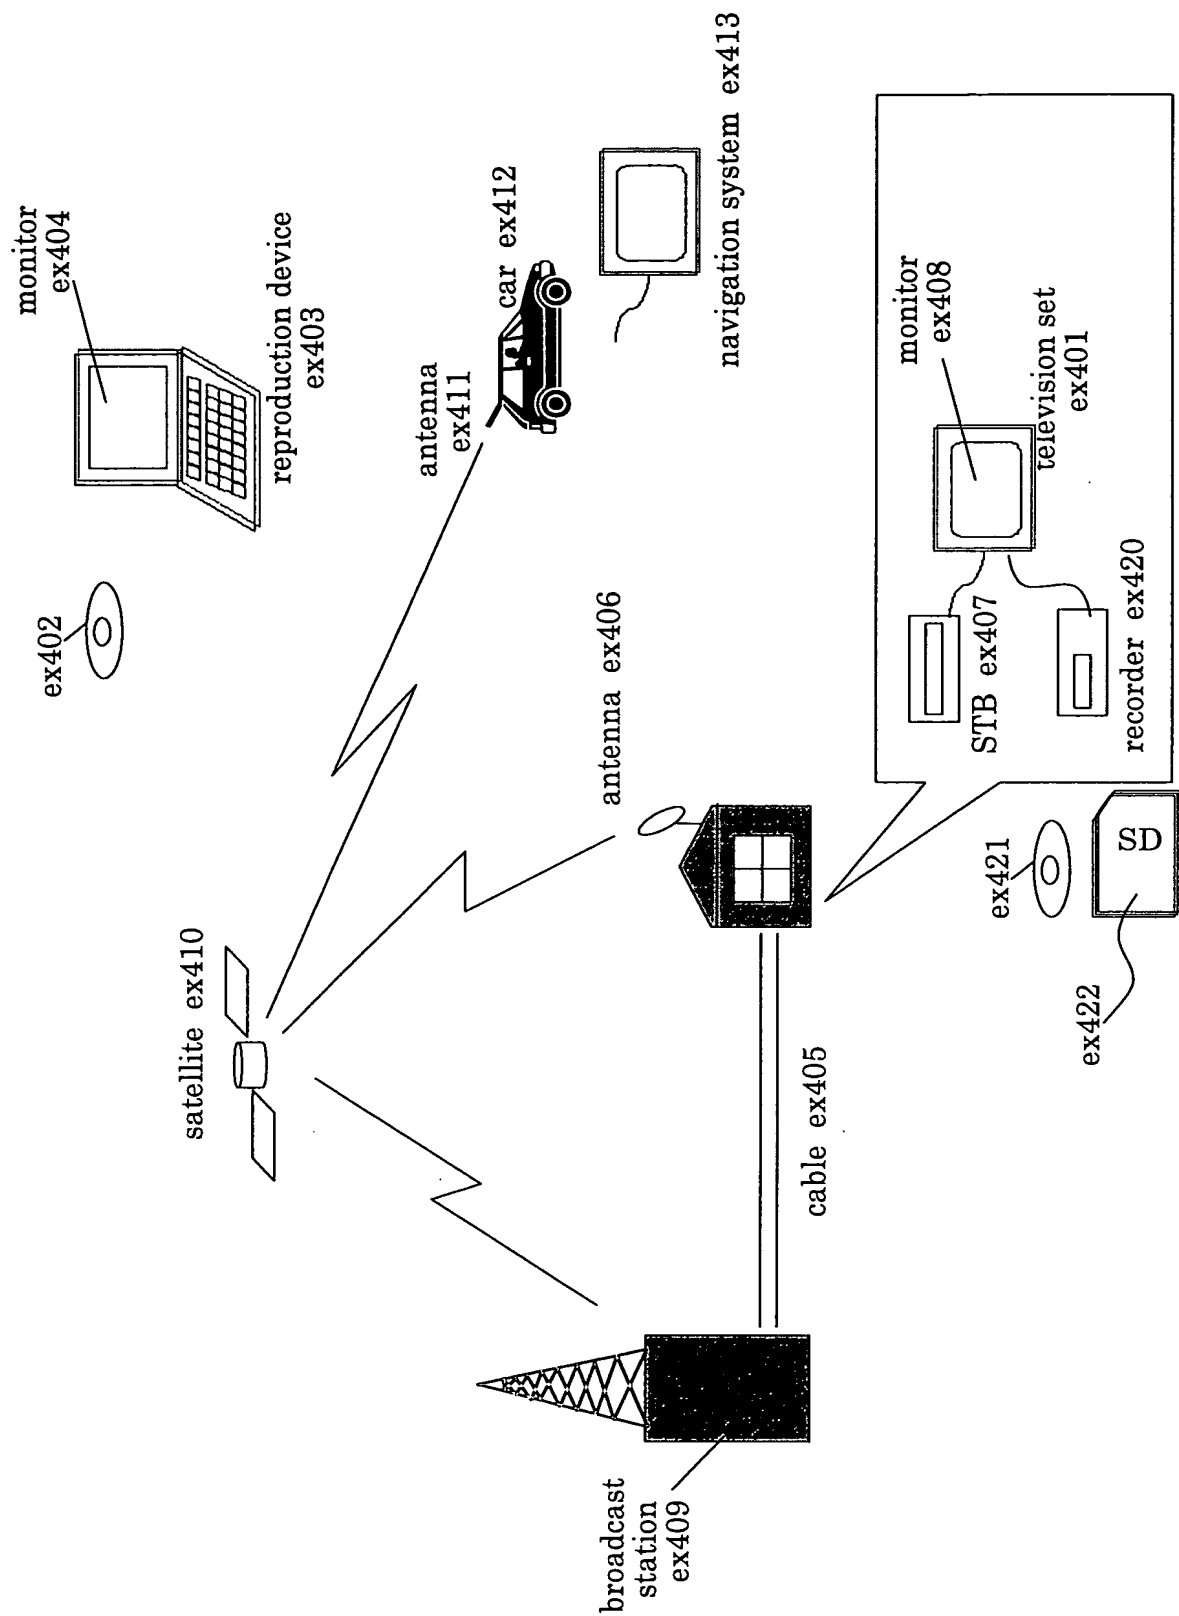 monitor
ex404
ex402
reproduction device
ex403
satellite ex410
antenna
ex411
car ex412
antenna ex406
navigation system ex413
broadcast
station
ex409
cable ex405
monitor
ex408
STB ex407
television set
ex401
recorder ex420
ex421
SD
ex422